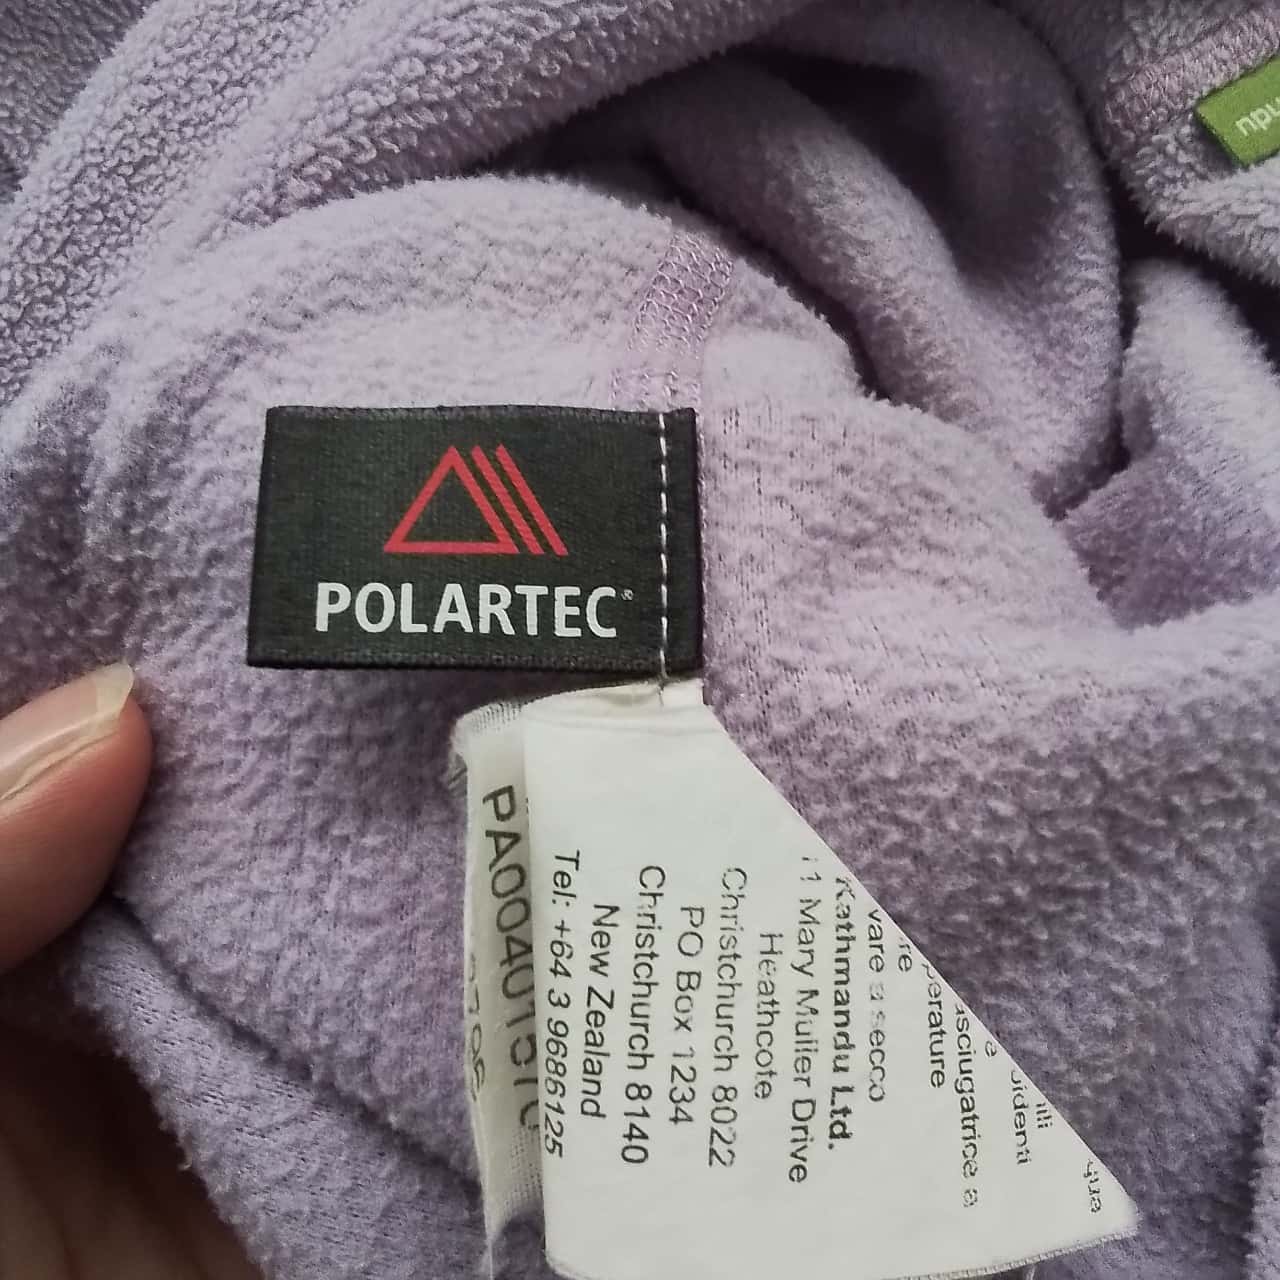 POLARTEC®
ndu
vare a secco
perature
asciugatrice a
Kathmandu Ltd.
11 Mary Muller Drive
Heathcote
Christchurch 8022
PO Box 1234
Christchurch 8140
New Zealand
Tel: +64 3 9686125